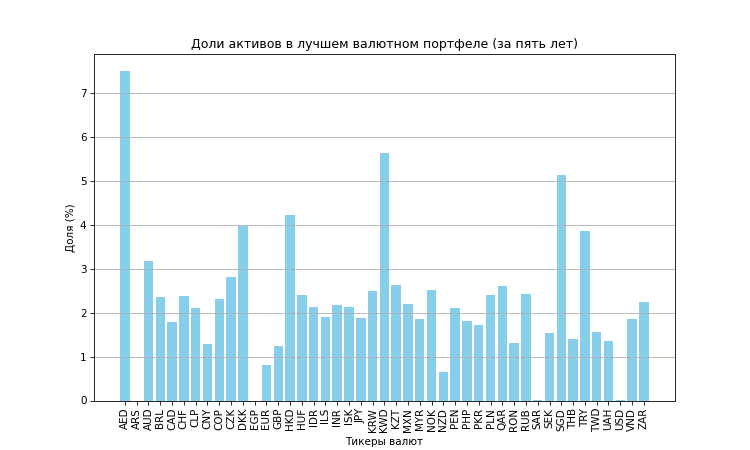 Доли активов в лучшем валютном портфеле (за пять лет)
Доля (%)
7
6
5
4
3
2
1
0
AED ARS AUD BRL CAD CHF CLP CNY COP CZK DKK EGP EUR GBP HKD HUF IDR ILS INR ISK JPY KRW KWD KZT MXN MYR NOK NZD PEN PHP PKR PLN QAR RON RUB SAR SEK SGD THB TRY TWD UAH USD VND ZAR
Тикеры валют